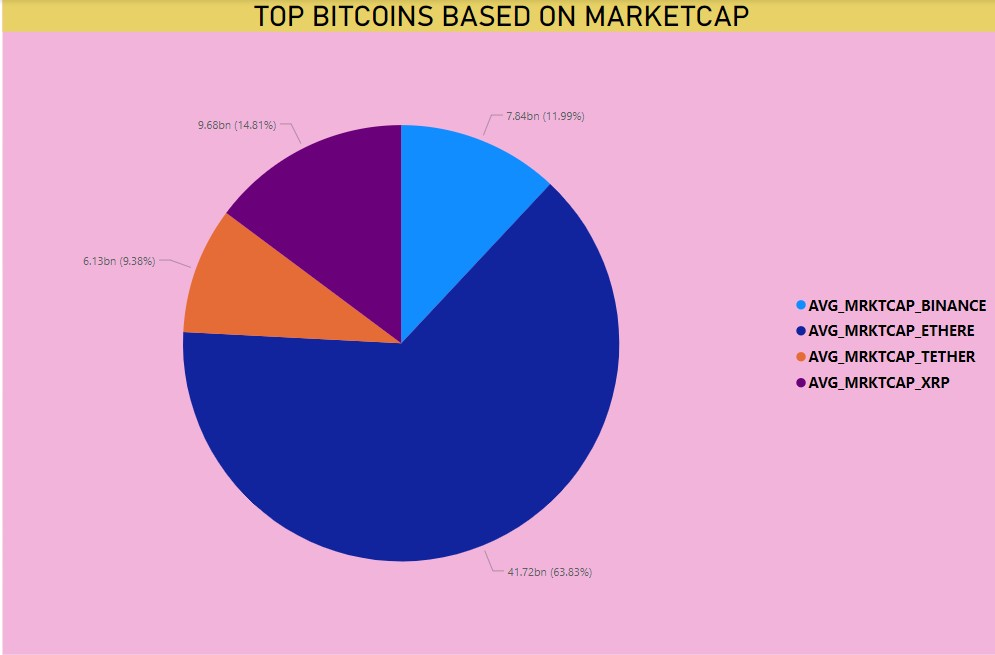 TOP BITCOINS BASED ON MARKETCAP
9.68bn (14.81%)
7.84bn (11.99%)
6.13bn (9.38%)
41.72bn (63.83%)
AVG_MRKTCAP_BINANCE
AVG_MRKTCAP_ETHERE
AVG_MRKTCAP_TETHER
AVG_MRKTCAP_XRP